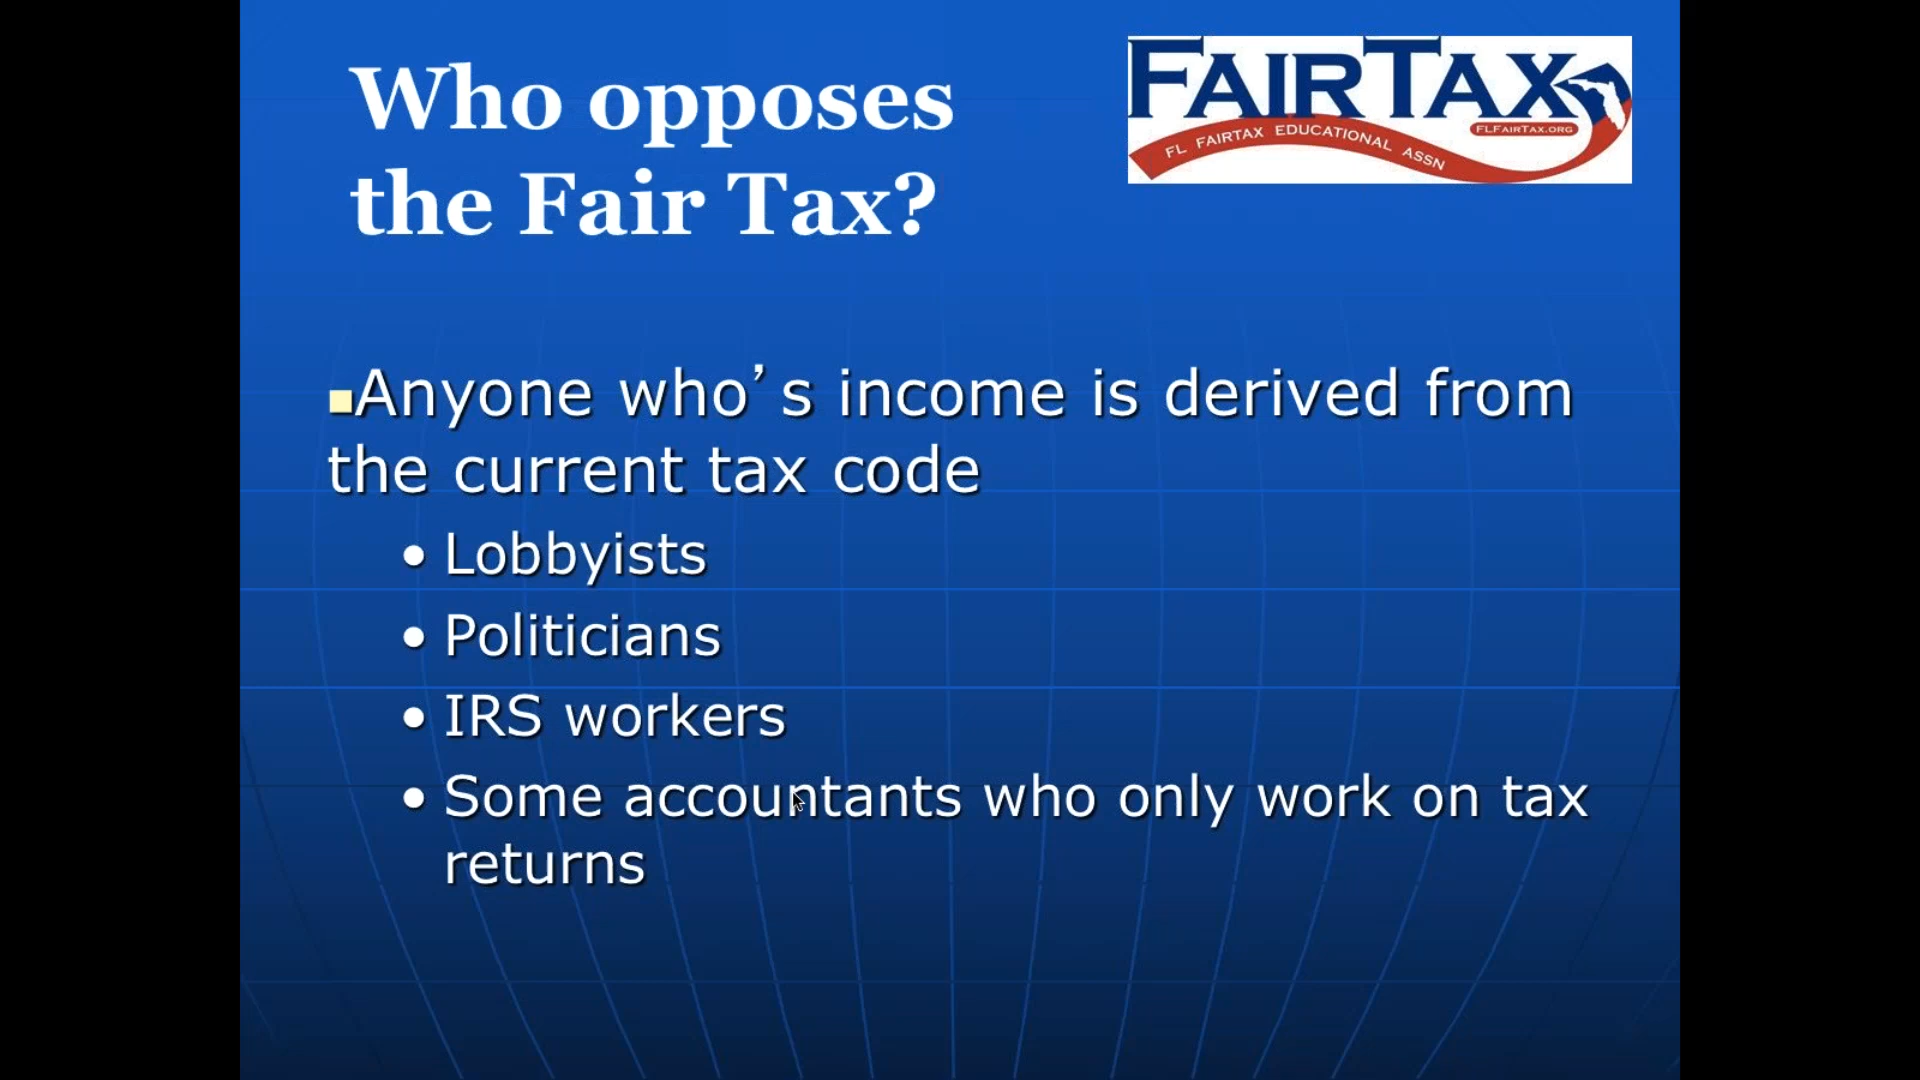 Who opposes
the Fair Tax?
FAIRTAX
FLFAIRTAX.ORG
FL FAIRTAX EDUCATIONAL ASSN
Anyone who’s income is derived from
the current tax code
• Lobbyists
• Politicians
• IRS workers
• Some accountants who only work on tax
returns